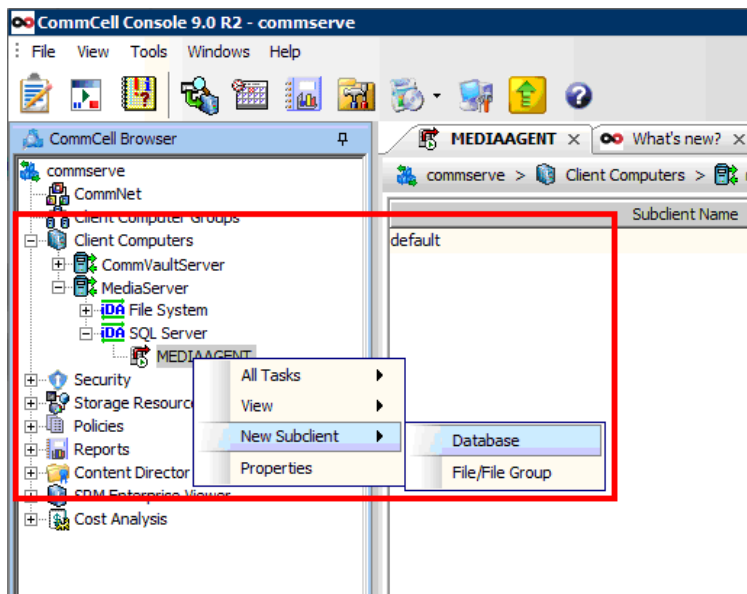 CommCell Console 9.0 R2 - commserve
File View Tools Windows Help
CommCell Browser
MEDIAAGENT
What's new?
commserve
commserve > Client Computers >
CommNet
Client Computer Groups
Subclient Name
Client Computers
default
CommVaultServer
MediaServer
iDA File System
iDA SQL Server
MEDIAAGENT
All Tasks
Security
Storage Resourc
View
Policies
New Subclient
Database
Reports
Properties
File/File Group
Content Director
SRM Enterprise Viewer
Cost Analysis